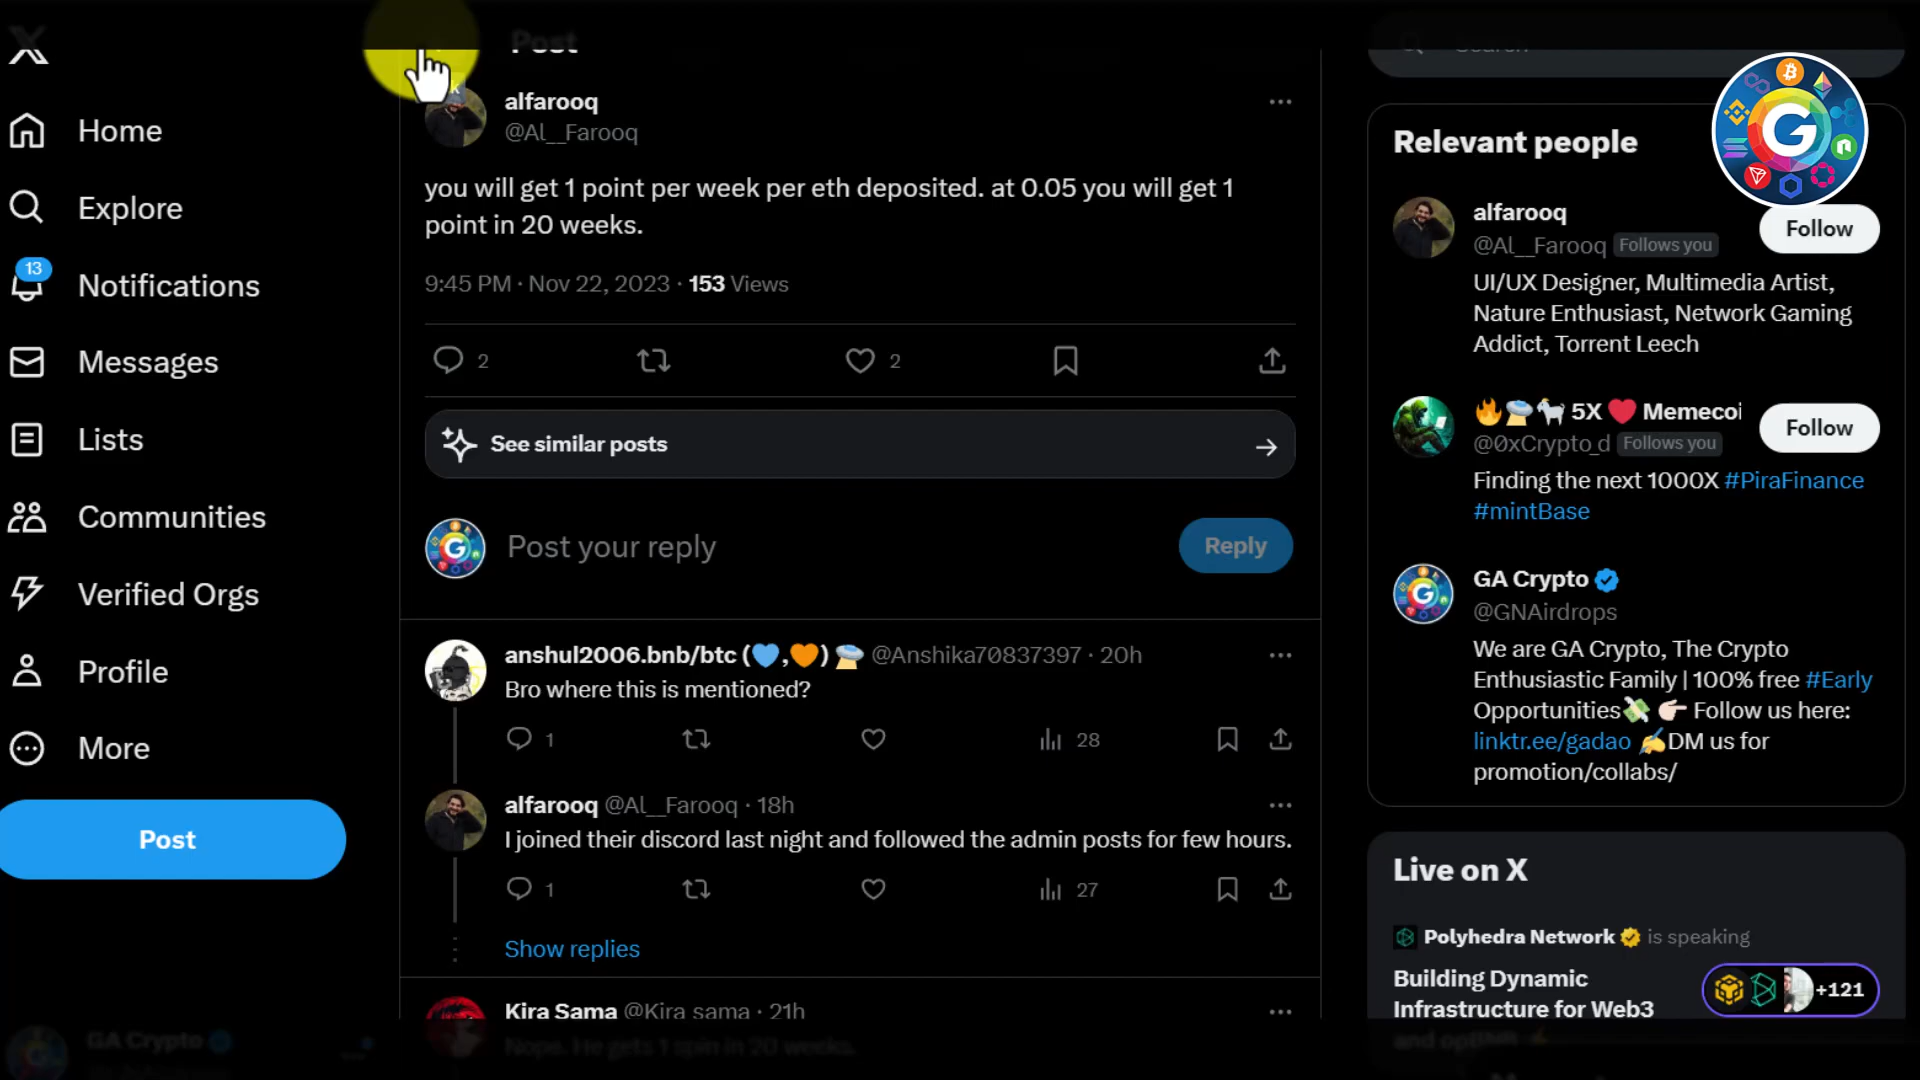 Post
Search
Home
Explore
13
Notifications
Messages
Lists
Communities
Verified Orgs
Profile
More
Post
GA Crypto
alfarooq
@Al__Farooq
you will get 1 point per week per eth deposited. at 0.05 you will get 1
point in 20 weeks.
9:45 PM · Nov 22, 2023 · 153 Views
2
2
See similar posts
Post your reply
Reply
anshul2006.bnb/btc (💙,🧡) 🛸 @Anshika70837397 · 20h
Bro where this is mentioned?
1
28
alfarooq @Al__Farooq · 18h
I joined their discord last night and followed the admin posts for few hours.
1
27
Show replies
Kira Sama @Kira_sama · 21h
Nope. He gets 1 spin in 20 weeks.
Relevant people
alfarooq
@Al__Farooq Follows you
Follow
UI/UX Designer, Multimedia Artist,
Nature Enthusiast, Network Gaming
Addict, Torrent Leech
🔥🛸🐐 5X ❤️ Memecoi
@0xCrypto_d Follows you
Follow
Finding the next 1000X #PiraFinance
#mintBase
GA Crypto
@GNAirdrops
We are GA Crypto, The Crypto
Enthusiastic Family | 100% free #Early
Opportunities💸 👉🏻 Follow us here:
linktr.ee/gadao ✍️DM us for
promotion/collabs/
Live on X
Polyhedra Network is speaking
Building Dynamic
Infrastructure for Web3
+121